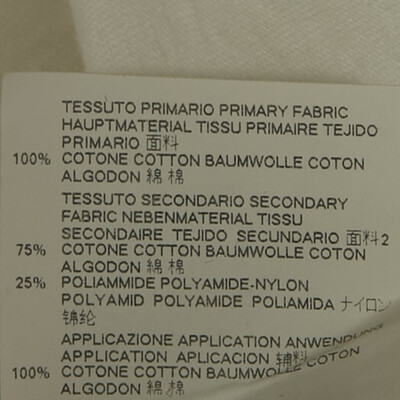 TESSUTO PRIMARIO PRIMARY FABRIC
HAUPTMATERIAL TISSU PRIMAIRE TEJIDO
PRIMARIO 面料
100% COTONE COTTON BAUMWOLLE COTON
ALGODON 綿 棉
TESSUTO SECONDARIO SECONDARY
FABRIC NEBENMATERIAL TISSU
SECONDAIRE TEJIDO SECUNDARIO 面料2
75% COTONE COTTON BAUMWOLLE COTON
ALGODON 綿 棉
25% POLIAMMIDE POLYAMIDE-NYLON
POLYAMID POLYAMIDE POLIAMIDA ナイロン
锦纶
APPLICAZIONE APPLICATION ANWENDUNG
APPLICATION APLICACION 辅料
100% COTONE COTTON BAUMWOLLE COTON
ALGODON 綿 棉